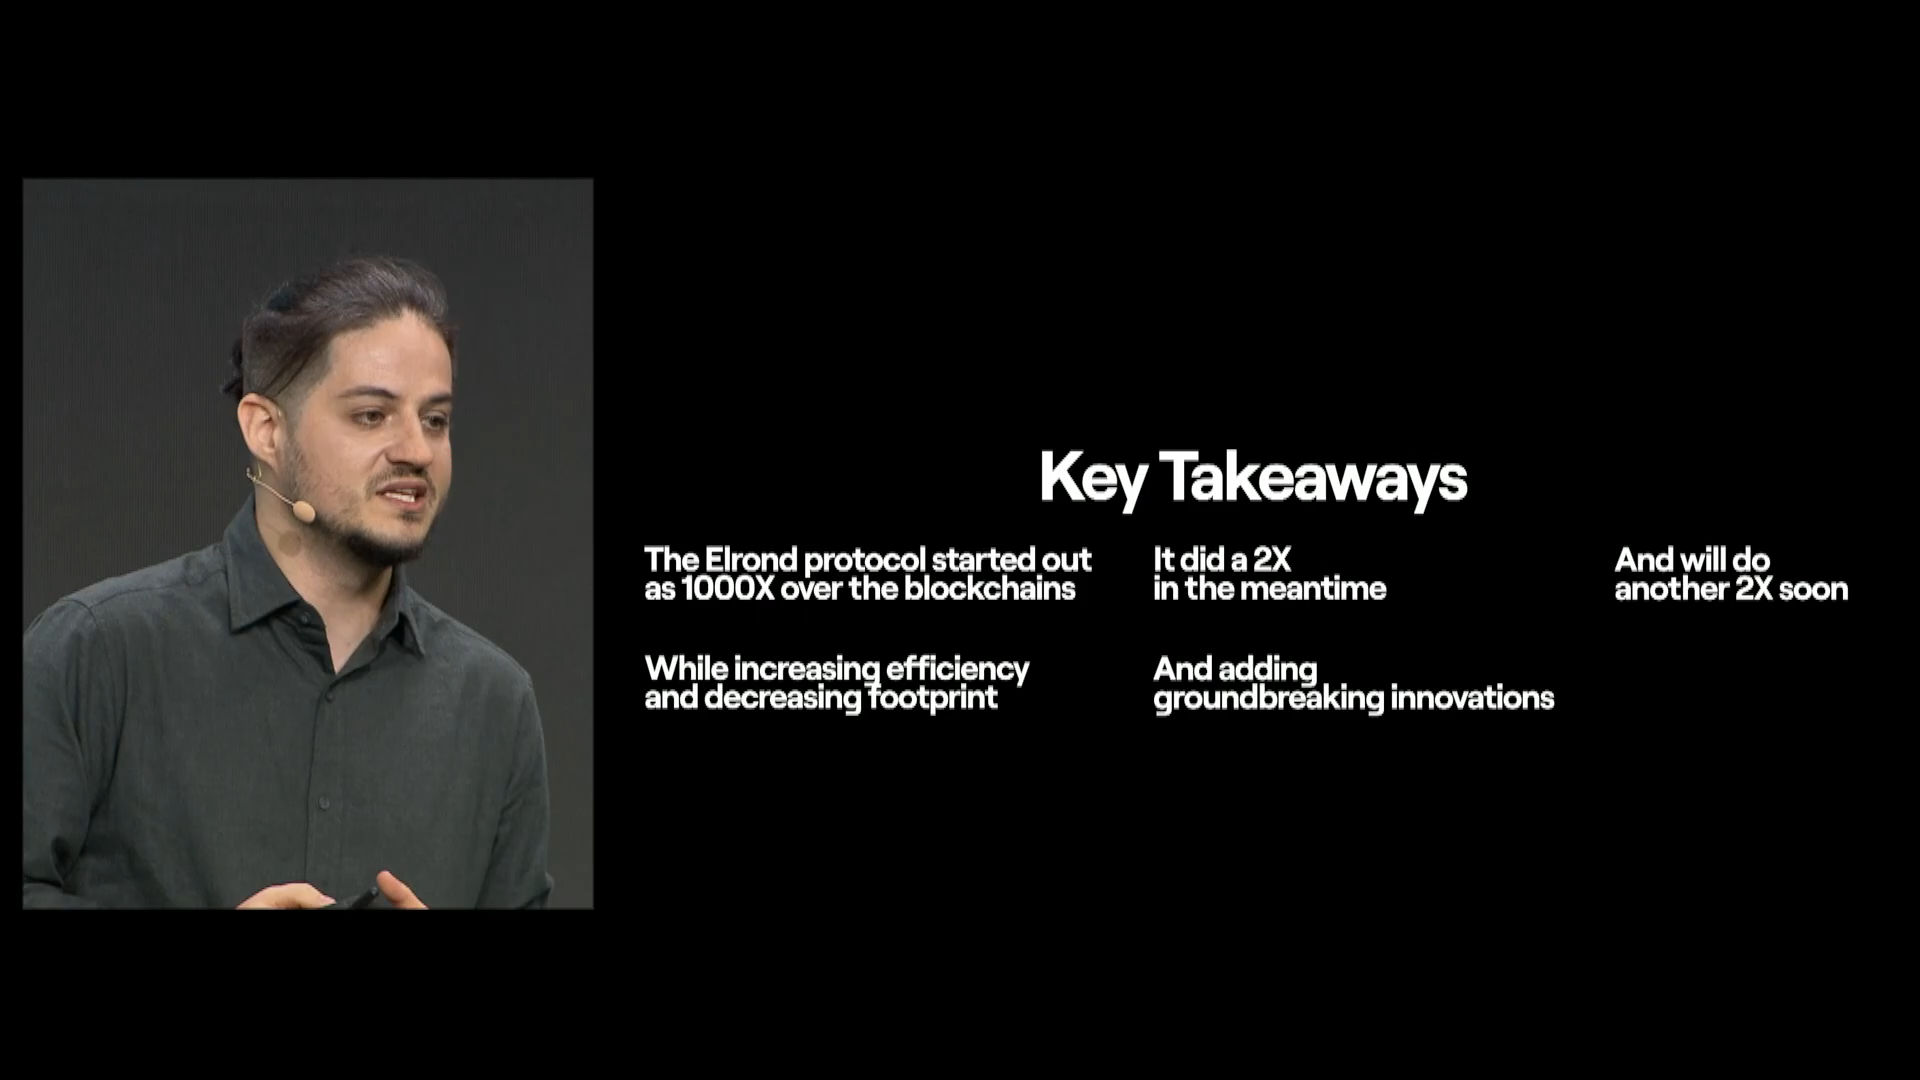 Key Takeaways
The Elrond protocol started out
as 1000X over the blockchains
It did a 2X
in the meantime
And will do
another 2X soon
While increasing efficiency
and decreasing footprint
And adding
groundbreaking innovations